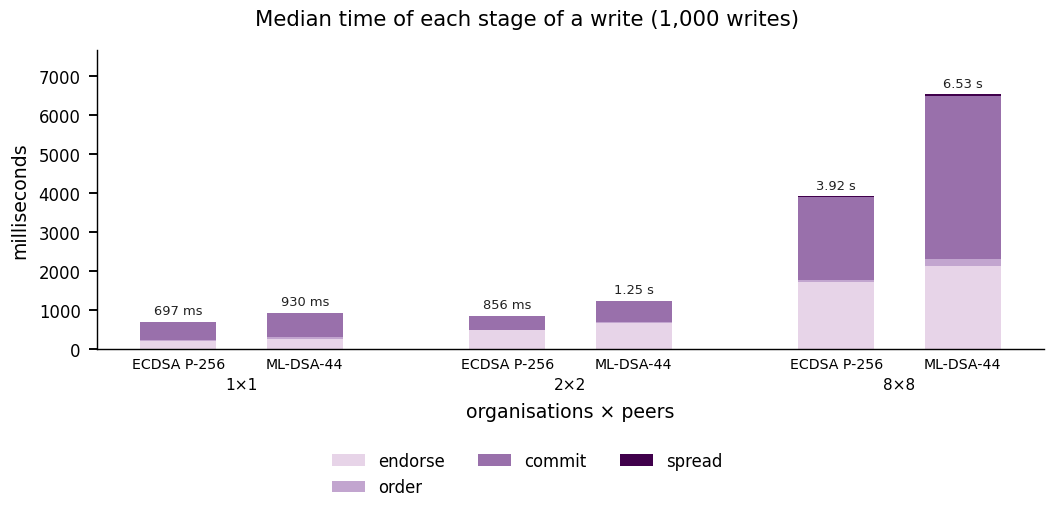 Median time of each stage of a write (1,000 writes)
milliseconds
7000
6000
5000
4000
3000
2000
1000
0
697 ms
930 ms
856 ms
1.25 s
3.92 s
6.53 s
ECDSA P-256 ML-DSA-44 ECDSA P-256 ML-DSA-44 ECDSA P-256 ML-DSA-44
1×1 2×2 8×8
organisations × peers
endorse commit spread
order